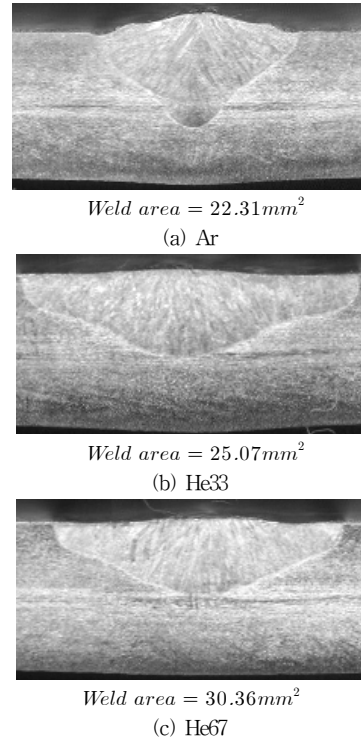 Weld area = 22.31mm²
(a) Ar
Weld area = 25.07mm²
(b) He33
Weld area = 30.36mm²
(c) He67